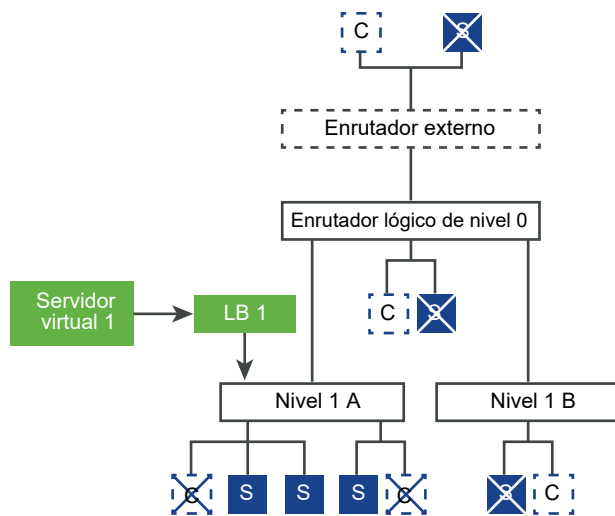 C
S
Enrutador externo
Enrutador lógico de nivel 0
C
S
Servidor
virtual 1
LB 1
Nivel 1 A
Nivel 1 B
C
S
S
S
C
S
C